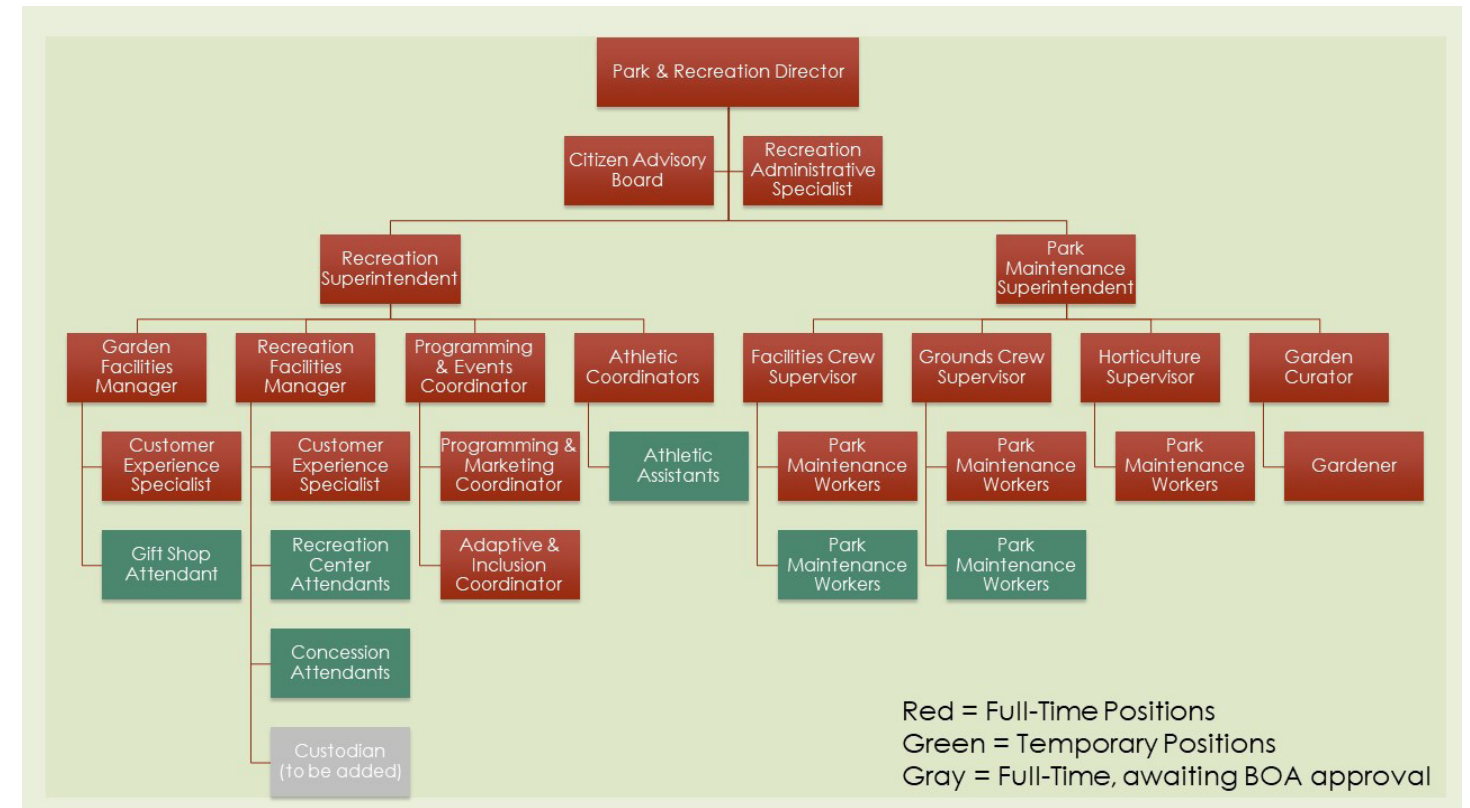 Park & Recreation Director
Citizen Advisory
Board
Recreation
Administrative
Specialist
Recreation
Superintendent
Park
Maintenance
Superintendent
Garden
Facilities
Manager
Recreation
Facilities
Manager
Programming
& Events
Coordinator
Athletic
Coordinators
Facilities Crew
Supervisor
Grounds Crew
Supervisor
Horticulture
Supervisor
Garden
Curator
Customer
Experience
Specialist
Customer
Experience
Specialist
Programming &
Marketing
Coordinator
Athletic
Assistants
Park
Maintenance
Workers
Park
Maintenance
Workers
Park
Maintenance
Workers
Gardener
Gift Shop
Attendant
Recreation
Center
Attendants
Adaptive &
Inclusion
Coordinator
Park
Maintenance
Workers
Park
Maintenance
Workers
Concession
Attendants
Custodian
(to be added)
Red = Full-Time Positions
Green = Temporary Positions
Gray = Full-Time, awaiting BOA approval